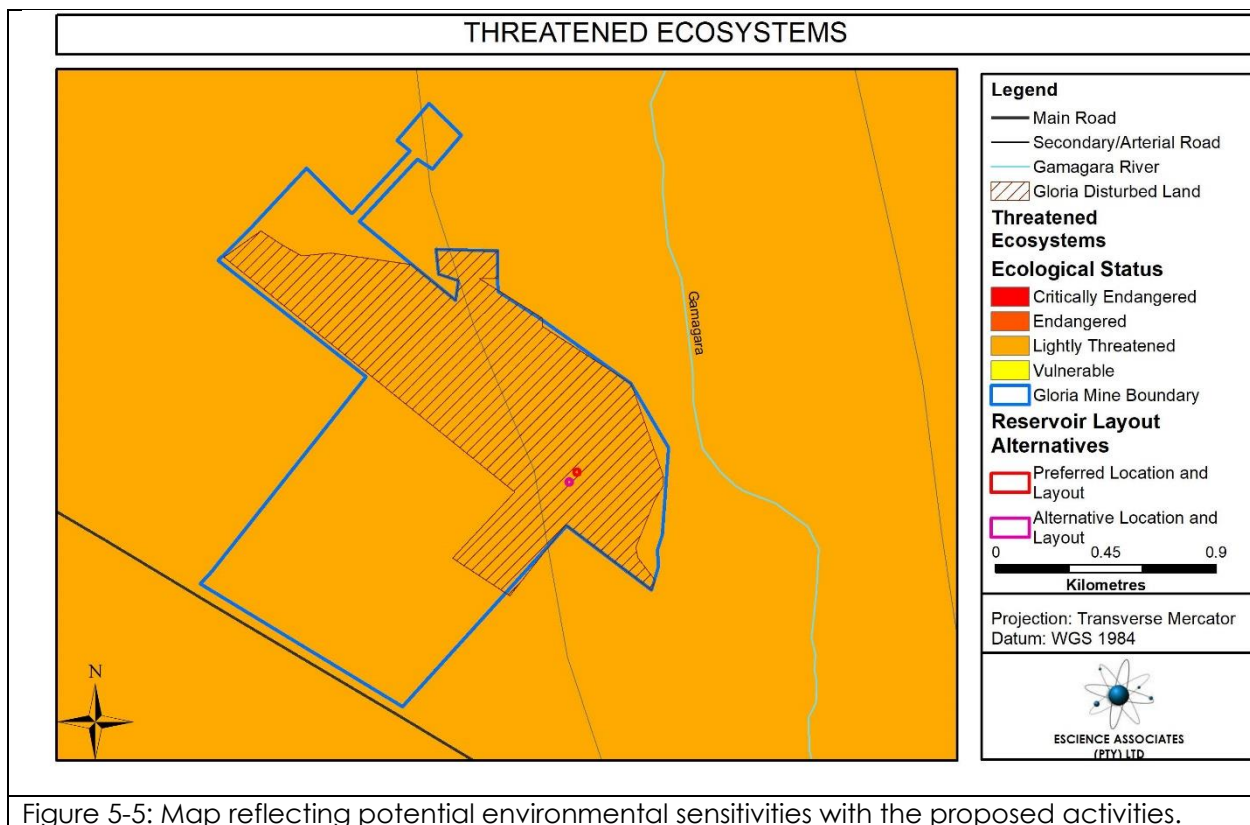 THREATENED ECOSYSTEMS
Gamagara
N
Legend
Main Road
Secondary/Arterial Road
Gamagara River
Gloria Disturbed Land
Threatened
Ecosystems
Ecological Status
Critically Endangered
Endangered
Lightly Threatened
Vulnerable
Gloria Mine Boundary
Reservoir Layout
Alternatives
Preferred Location and
Layout
Alternative Location and
Layout
0 0.45 0.9
Kilometres
Projection: Transverse Mercator
Datum: WGS 1984
ESCIENCE ASSOCIATES
(PTY) LTD
Figure 5-5: Map reflecting potential environmental sensitivities with the proposed activities.